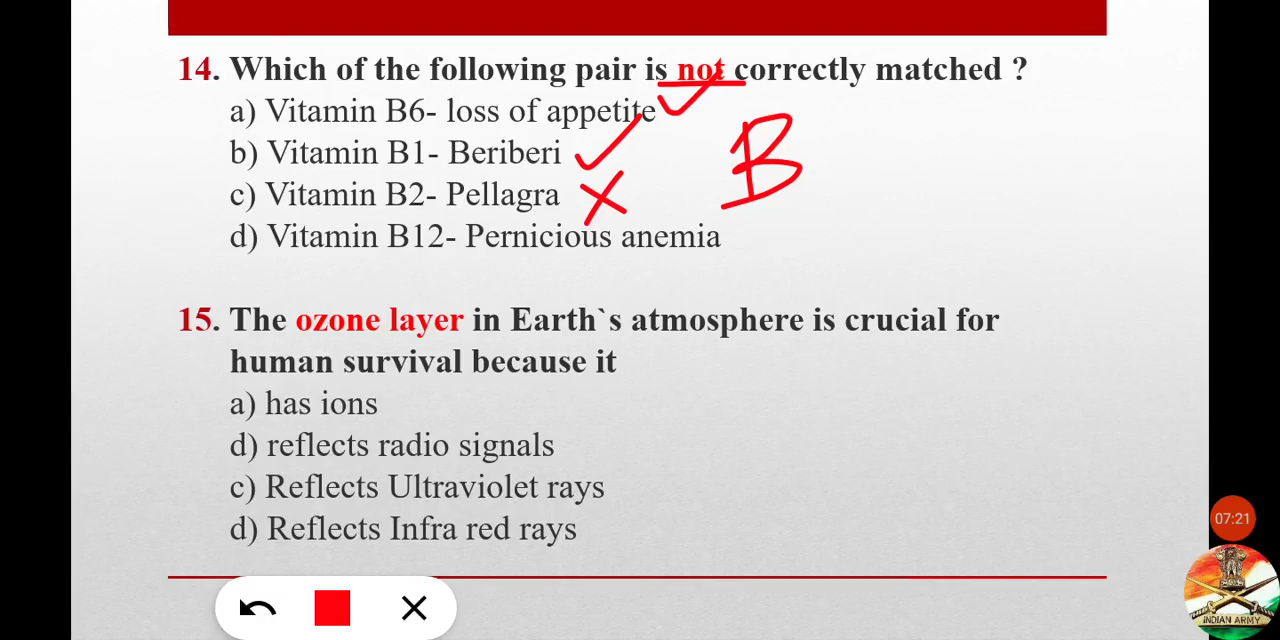 14. Which of the following pair is not correctly matched ?
a) Vitamin B6- loss of appetite
b) Vitamin B1- Beriberi
c) Vitamin B2- Pellagra
d) Vitamin B12- Pernicious anemia
B
15. The ozone layer in Earth`s atmosphere is crucial for
human survival because it
a) has ions
d) reflects radio signals
c) Reflects Ultraviolet rays
d) Reflects Infra red rays
07:21
INDIAN ARMY